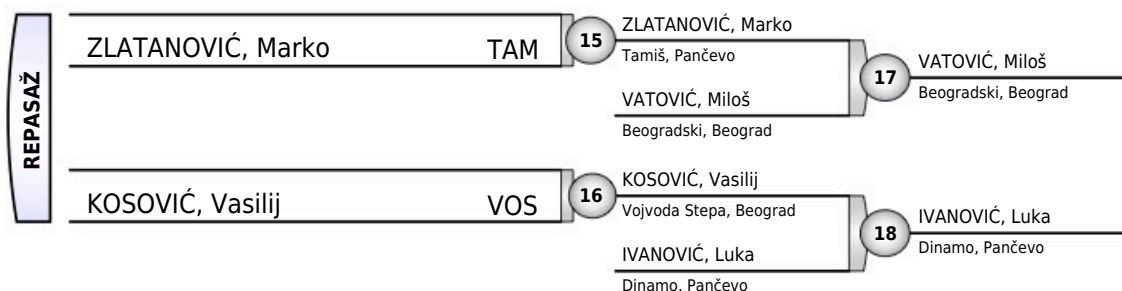 REPASAŽ
ZLATANOVIĆ, Marko TAM
15
ZLATANOVIĆ, Marko
Tamiš, Pančevo
VATOVIĆ, Miloš
Beogradski, Beograd
17
VATOVIĆ, Miloš
Beogradski, Beograd
KOSOVIĆ, Vasilij VOS
16
KOSOVIĆ, Vasilij
Vojvoda Stepa, Beograd
IVANOVIĆ, Luka
Dinamo, Pančevo
18
IVANOVIĆ, Luka
Dinamo, Pančevo